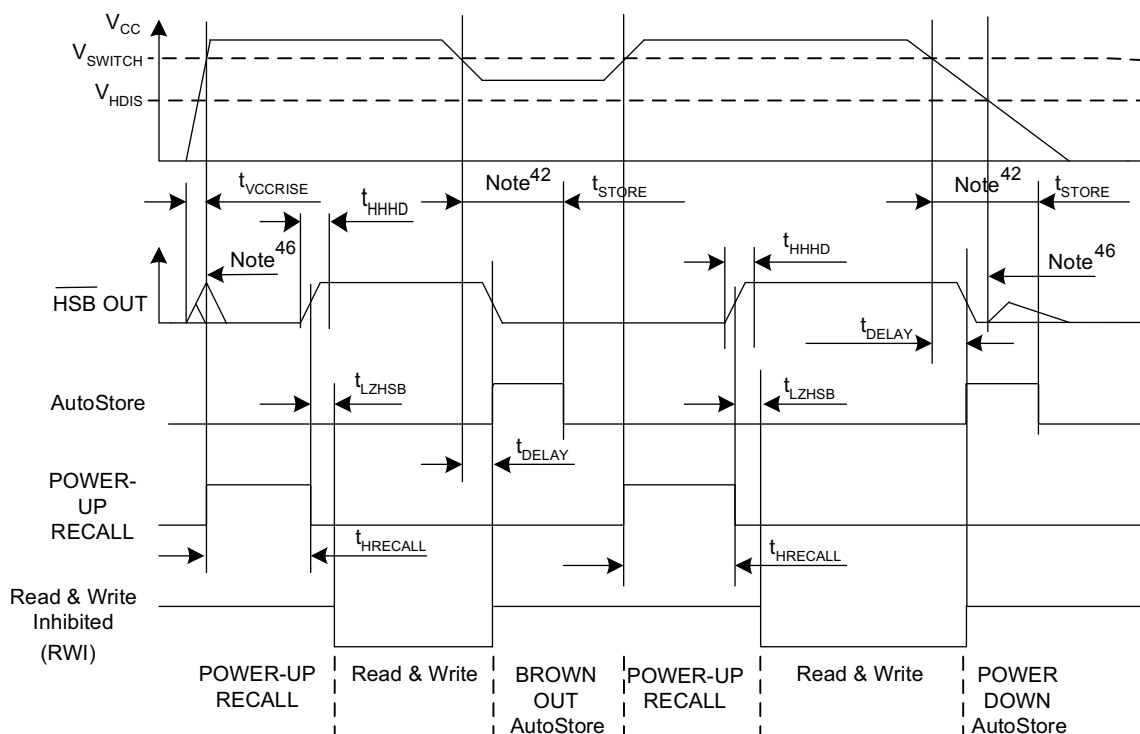 VCC
VSWITCH
VHDIS
tVCCRISE
tHHHD
Note42
tSTORE
Note42
tSTORE
Note46
tHHHD
Note46
HSB OUT
tDELAY
tLZHSB
tLZHSB
AutoStore
tDELAY
POWER-
UP
RECALL
tHRECALL
tHRECALL
Read & Write
Inhibited
(RWI)
POWER-UP
RECALL
Read & Write
BROWN
OUT
AutoStore
POWER-UP
RECALL
Read & Write
POWER
DOWN
AutoStore